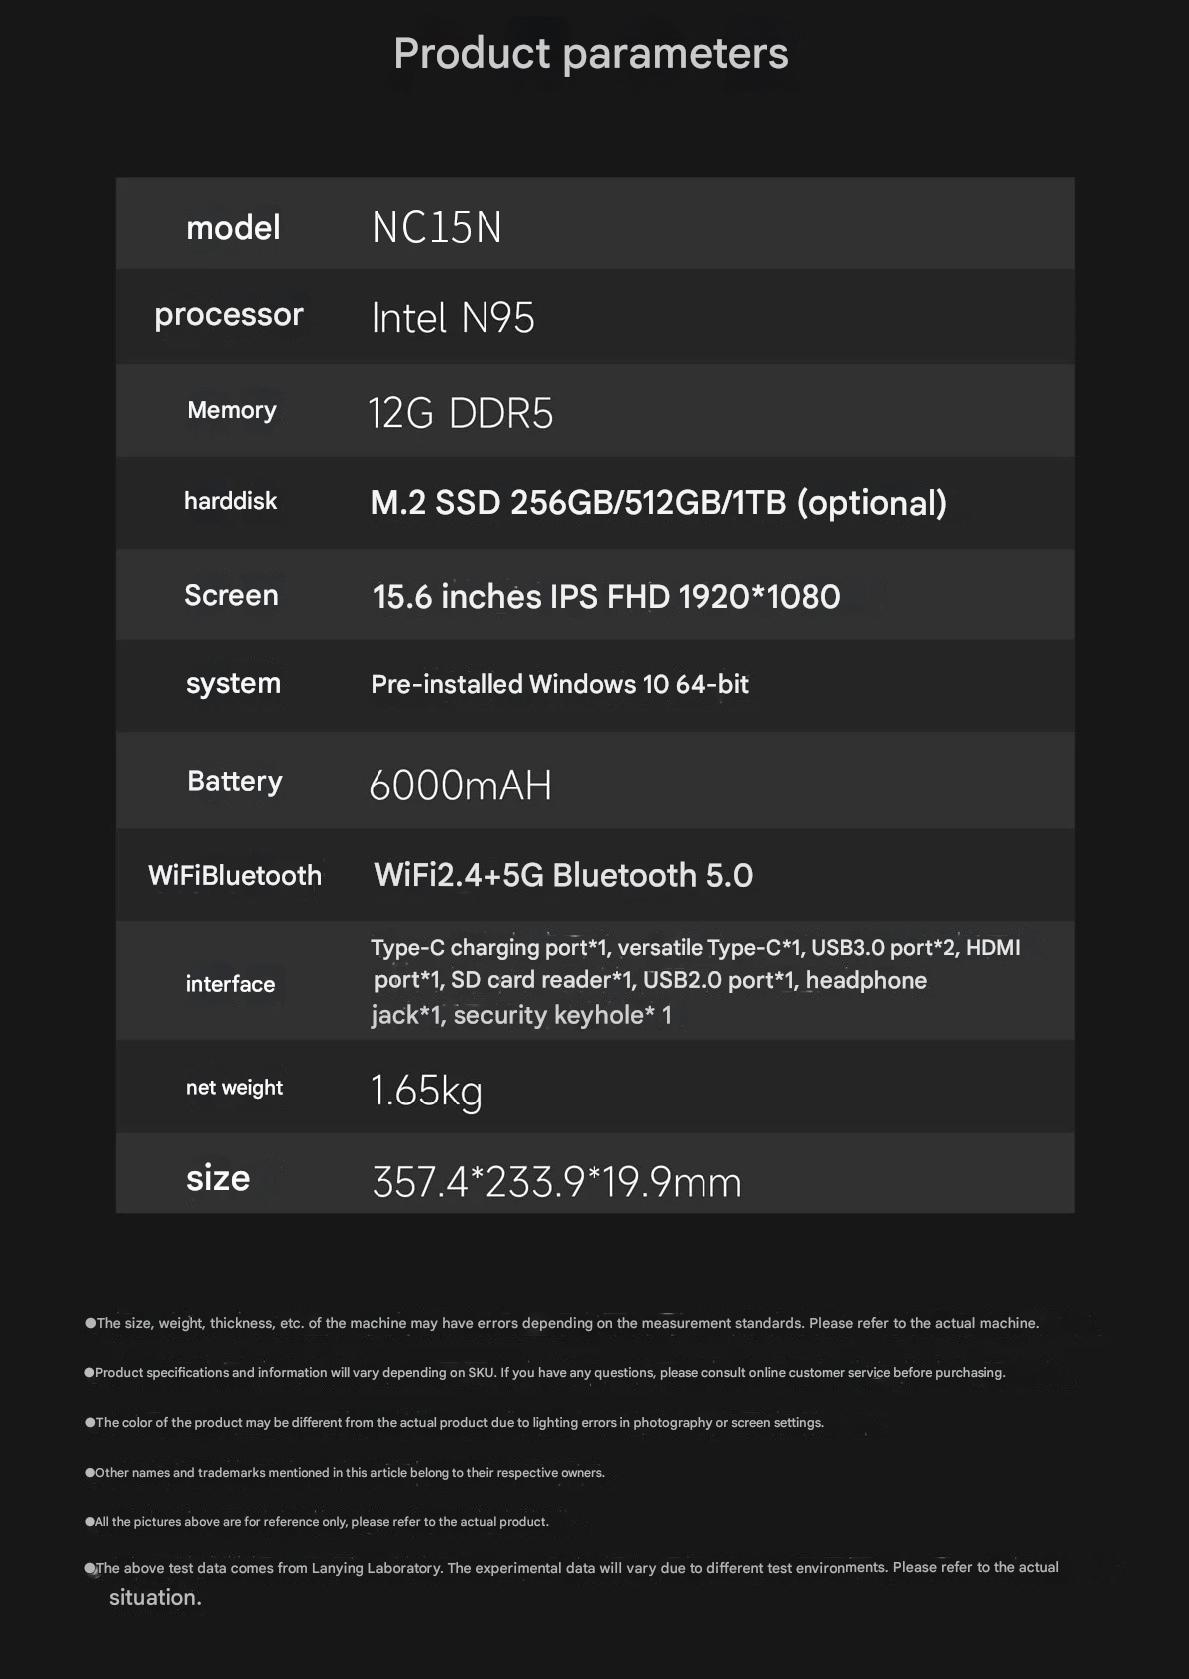 Product parameters
model NC15N
processor Intel N95
Memory 12G DDR5
harddisk M.2 SSD 256GB/512GB/1TB (optional)
Screen 15.6 inches IPS FHD 1920*1080
system Pre-installed Windows 10 64-bit
Battery 6000mAH
WiFiBluetooth WiFi2.4+5G Bluetooth 5.0
interface Type-C charging port*1, versatile Type-C*1, USB3.0 port*2, HDMI
port*1, SD card reader*1, USB2.0 port*1, headphone
jack*1, security keyhole* 1
net weight 1.65kg
size 357.4*233.9*19.9mm
●The size, weight, thickness, etc. of the machine may have errors depending on the measurement standards. Please refer to the actual machine.
●Product specifications and information will vary depending on SKU. If you have any questions, please consult online customer service before purchasing.
●The color of the product may be different from the actual product due to lighting errors in photography or screen settings.
●Other names and trademarks mentioned in this article belong to their respective owners.
●All the pictures above are for reference only, please refer to the actual product.
●The above test data comes from Lanying Laboratory. The experimental data will vary due to different test environments. Please refer to the actual
situation.